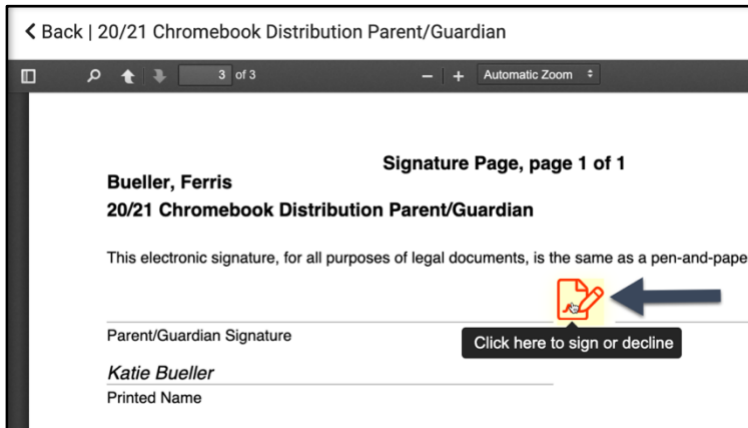 Back | 20/21 Chromebook Distribution Parent/Guardian
3 of 3
Automatic Zoom
Signature Page, page 1 of 1
Bueller, Ferris
20/21 Chromebook Distribution Parent/Guardian
This electronic signature, for all purposes of legal documents, is the same as a pen-and-pape
Parent/Guardian Signature
Click here to sign or decline
Katie Bueller
Printed Name